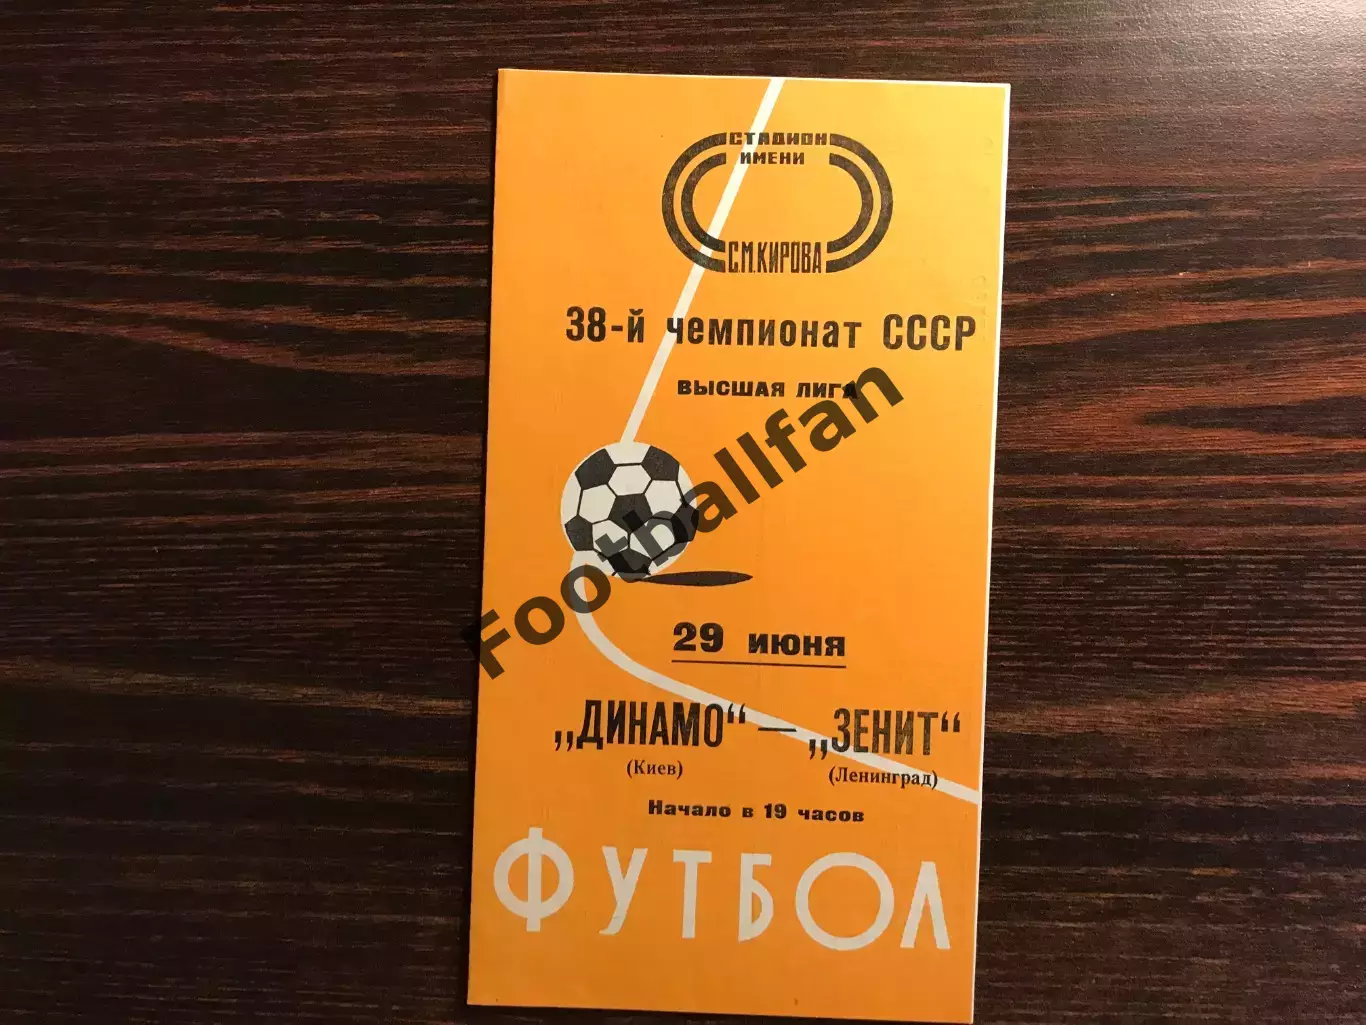 СТАДИОН
ИМЕНИ
С.М.КИРОВА
38-й чемпионат СССР
ВЫСШАЯ ЛИГА
Footballfan
29 июня
„ДИНАМО“ — „ЗЕНИТ“
(Киев) (Ленинград)
Начало в 19 часов
ФУТБОЛ